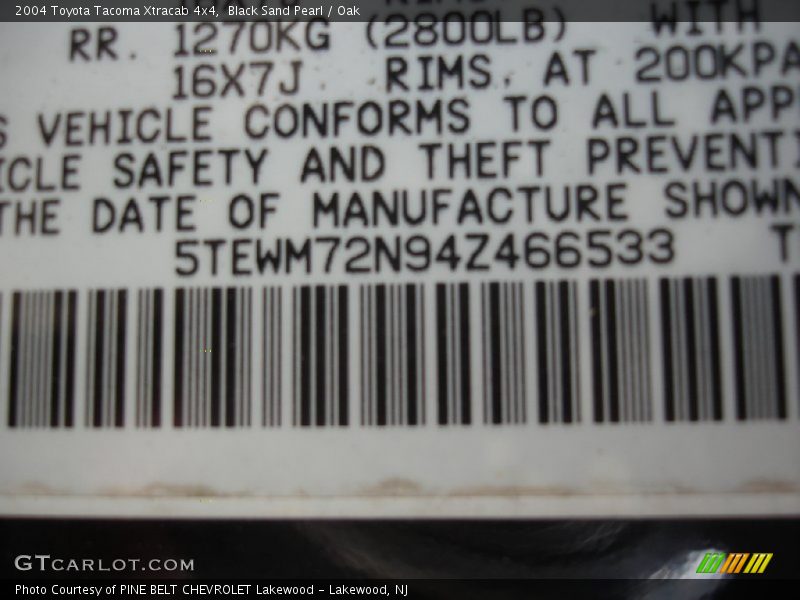 2004 Toyota Tacoma Xtracab 4x4, Black Sand Pearl / Oak
WITH
RR. 1270KG (2800LB)
16X7J RIMS, AT 200KPA
VEHICLE CONFORMS TO ALL APP
ICLE SAFETY AND THEFT PREVENTI
THE DATE OF MANUFACTURE SHOWN
5TEWM72N94Z466533 T
GTCARLOT.COM
Photo Courtesy of PINE BELT CHEVROLET Lakewood - Lakewood, NJ